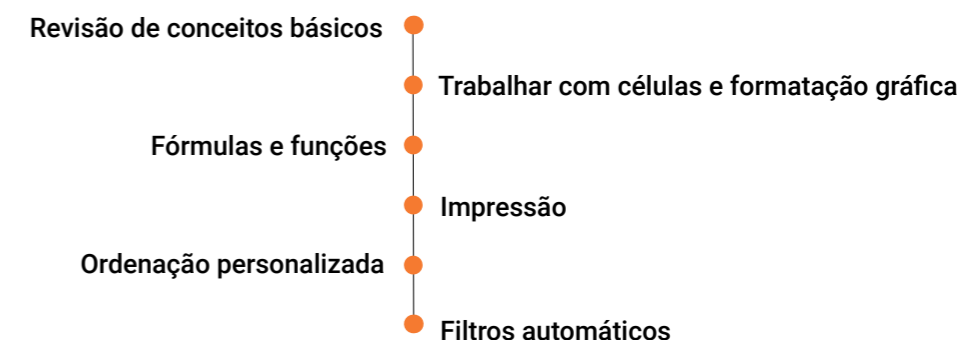 Revisão de conceitos básicos
Trabalhar com células e formatação gráfica
Fórmulas e funções
Impressão
Ordenação personalizada
Filtros automáticos